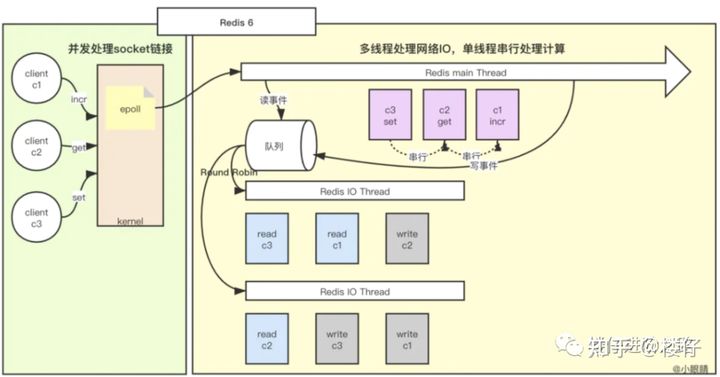 Redis 6
并发处理socket链接
client
c1
incr
client
c2
get
client
c3
set
epoll
kernel
多线程处理网络IO，单线程串行处理计算
Redis main Thread
读事件
c3
set
c2
get
c1
incr
串行
串行
写事件
队列
Round Robin
Redis IO Thread
read
c3
read
c1
write
c2
Redis IO Thread
read
c2
write
c3
write
c1
知乎 @楼仔
@小眼睛